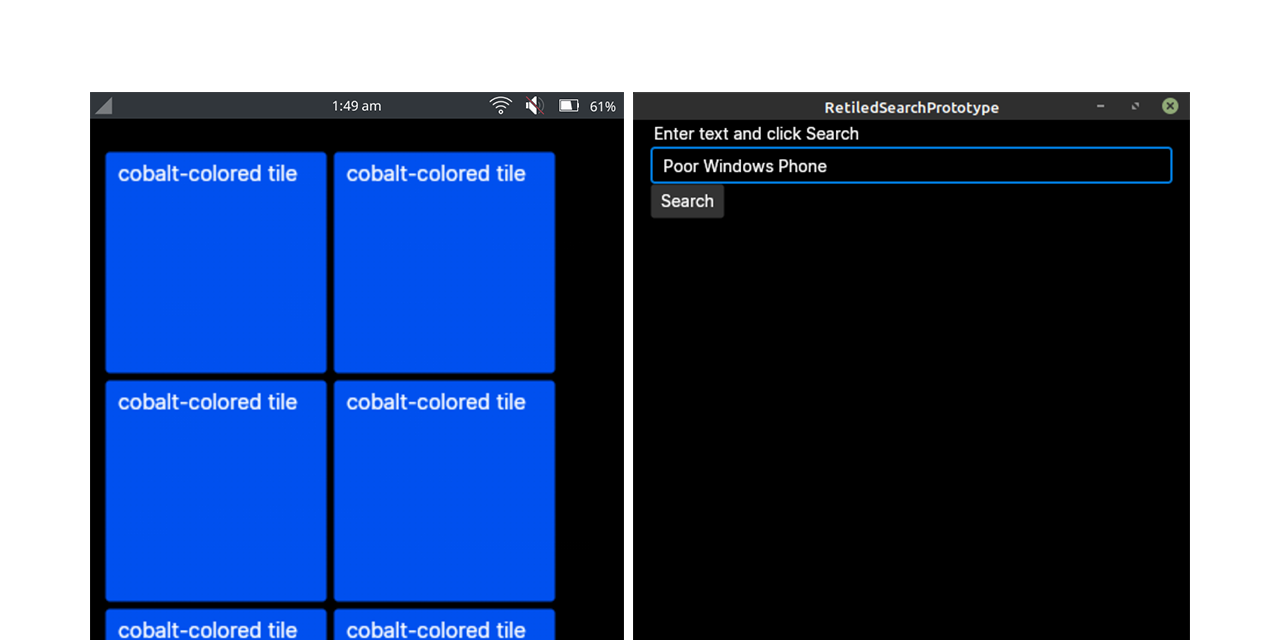 1:49 am 61%
cobalt-colored tile cobalt-colored tile
cobalt-colored tile cobalt-colored tile
cobalt-colored tile cobalt-colored tile
RetiledSearchPrototype
Enter text and click Search
Poor Windows Phone
Search